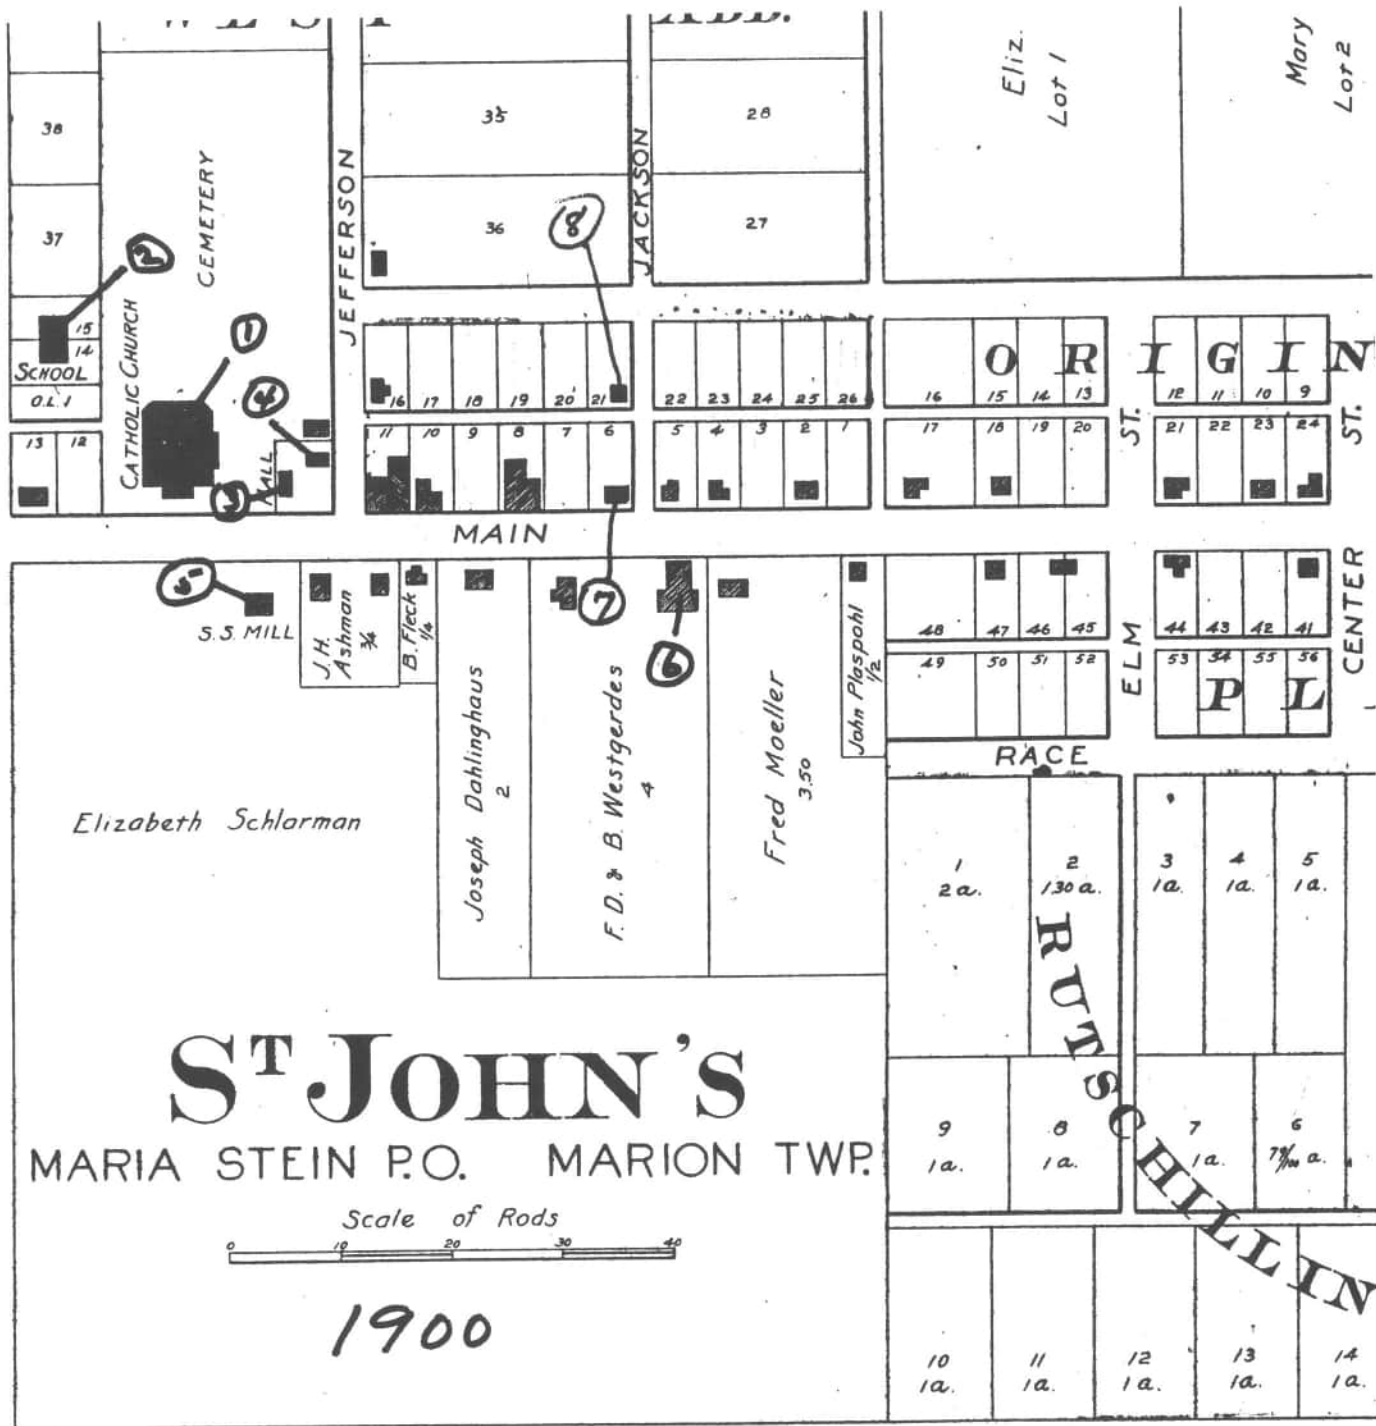 WEST ADD.
38
35
28
Eliz.
Lot 1
Mary
Lot 2
37
CEMETERY
JEFFERSON
36
8
JACKSON
27
2
15
14
SCHOOL
O.L.1
13 12
CATHOLIC CHURCH
1
4
HALL
3
16 17 18 19 20 21
22 23 24 25 26
16 15 14 13
12 11 10 9
ORIGIN
11 10 9 8 7 6
5 4 3 2 1
17 18 19 20
21 22 23 24
ST.
ST.
MAIN
5
S.S. MILL
J.H. Ashman
3/4
B. Fleck
1/4
Joseph Dahlinghaus
2
7
6
F.D. & B. Westgerdes
4
Fred Moeller
3.50
John Plaspohl
1/2
48 47 46 45
44 43 42 41
49 50 51 52
53 54 55 56
ELM
CENTER
PL
RACE
Elizabeth Schlarman
1
2a.
2
130 a.
3
1a.
4
1a.
5
1a.
RUTSCHILLIN
9
1a.
8
1a.
7
1a.
6
79/100 a.
10
1a.
11
1a.
12
1a.
13
1a.
14
1a.
ST JOHN'S
MARIA STEIN P.O. MARION TWP.
Scale of Rods
0 10 20 30 40
1900